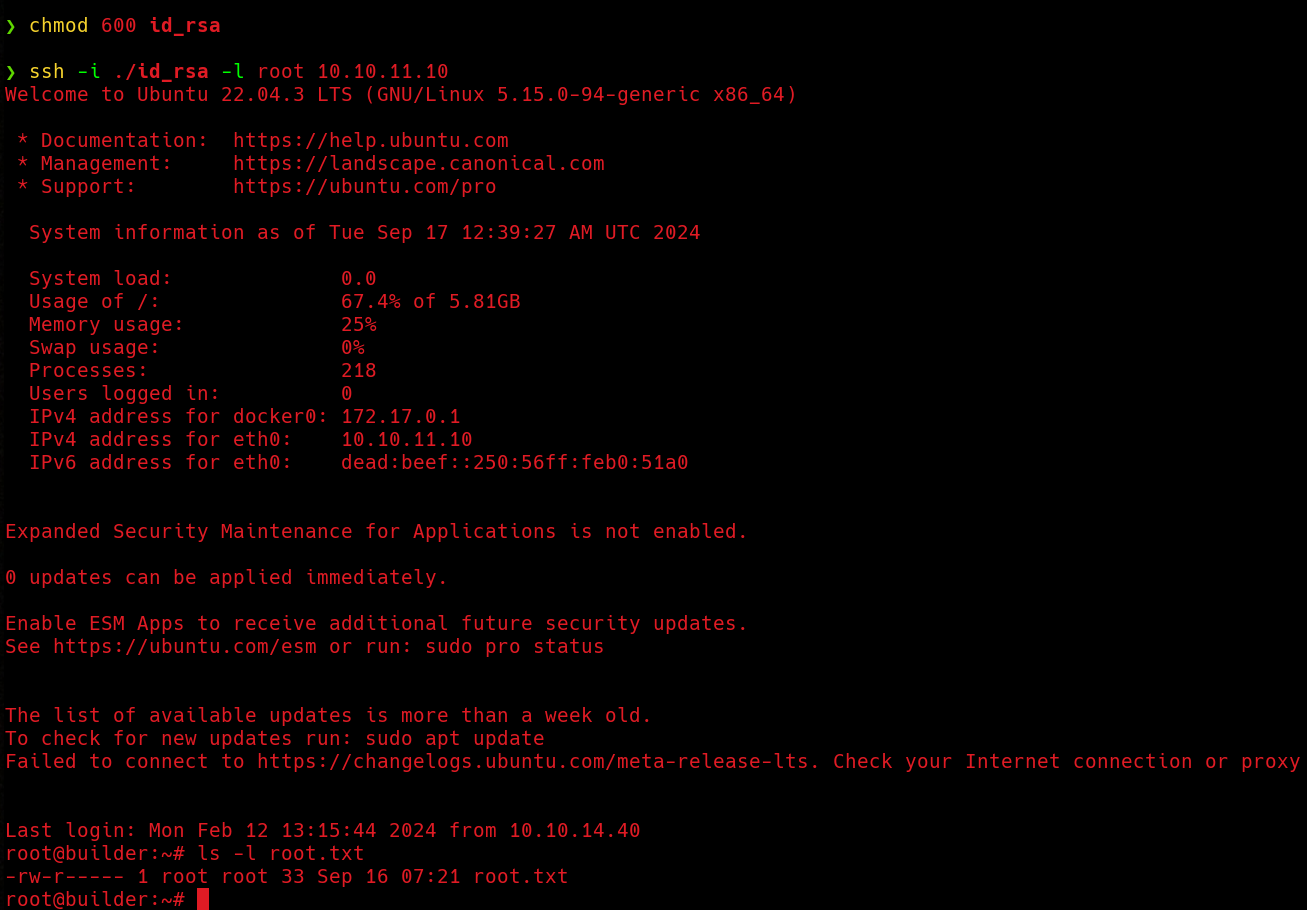 ❯ chmod 600 id_rsa
❯ ssh -i ./id_rsa -l root 10.10.11.10
Welcome to Ubuntu 22.04.3 LTS (GNU/Linux 5.15.0-94-generic x86_64)
* Documentation:  https://help.ubuntu.com
* Management:     https://landscape.canonical.com
* Support:        https://ubuntu.com/pro
System information as of Tue Sep 17 12:39:27 AM UTC 2024
System load:              0.0
Usage of /:               67.4% of 5.81GB
Memory usage:             25%
Swap usage:               0%
Processes:                218
Users logged in:          0
IPv4 address for docker0: 172.17.0.1
IPv4 address for eth0:    10.10.11.10
IPv6 address for eth0:    dead:beef::250:56ff:feb0:51a0
Expanded Security Maintenance for Applications is not enabled.
0 updates can be applied immediately.
Enable ESM Apps to receive additional future security updates.
See https://ubuntu.com/esm or run: sudo pro status
The list of available updates is more than a week old.
To check for new updates run: sudo apt update
Failed to connect to https://changelogs.ubuntu.com/meta-release-lts. Check your Internet connection or proxy
Last login: Mon Feb 12 13:15:44 2024 from 10.10.14.40
root@builder:~# ls -l root.txt
-rw-r----- 1 root root 33 Sep 16 07:21 root.txt
root@builder:~#